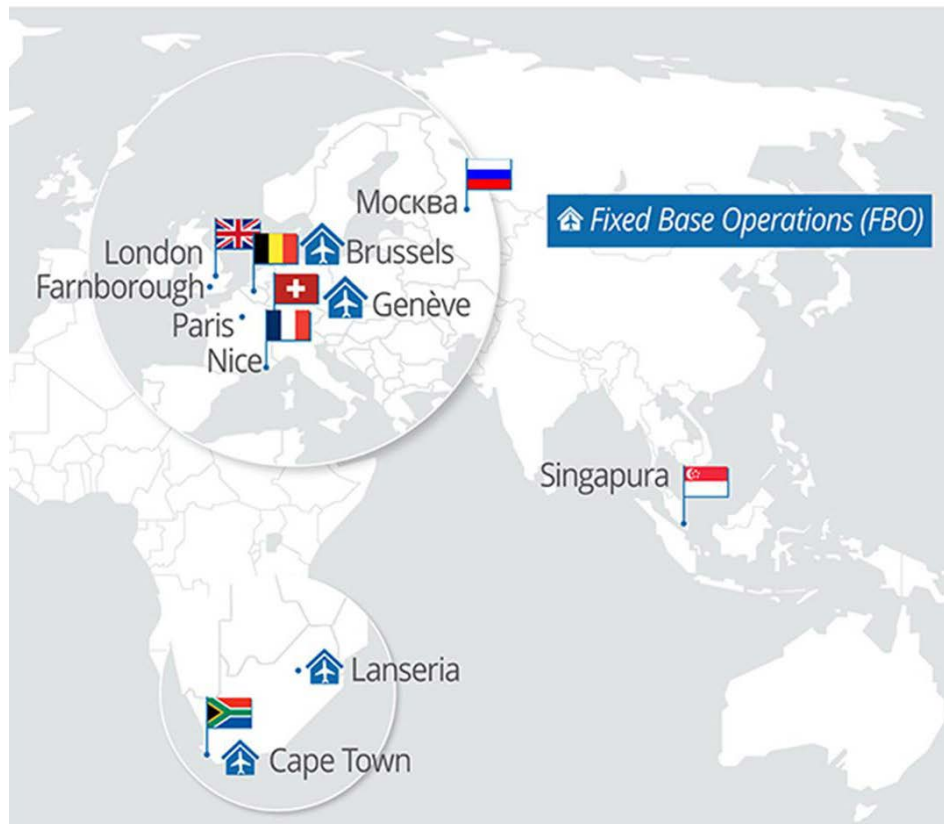 Москва
Fixed Base Operations (FBO)
London
Brussels
Farnborough
Genève
Paris
Nice
Singapura
Lanseria
Cape Town